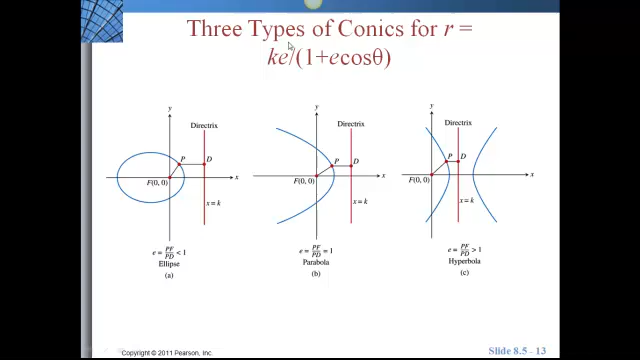 Three Types of Conics for r =
ke/(1+ecosθ)
y
Directrix
P
D
F(0, 0)
x
x = k
e = PF/PD < 1
Ellipse
(a)
y
Directrix
P
D
F(0, 0)
x
x = k
e = PF/PD = 1
Parabola
(b)
y
Directrix
P
D
F(0, 0)
x
x = k
e = PF/PD > 1
Hyperbola
(c)
Copyright © 2011 Pearson, Inc.
Slide 8.5 - 13